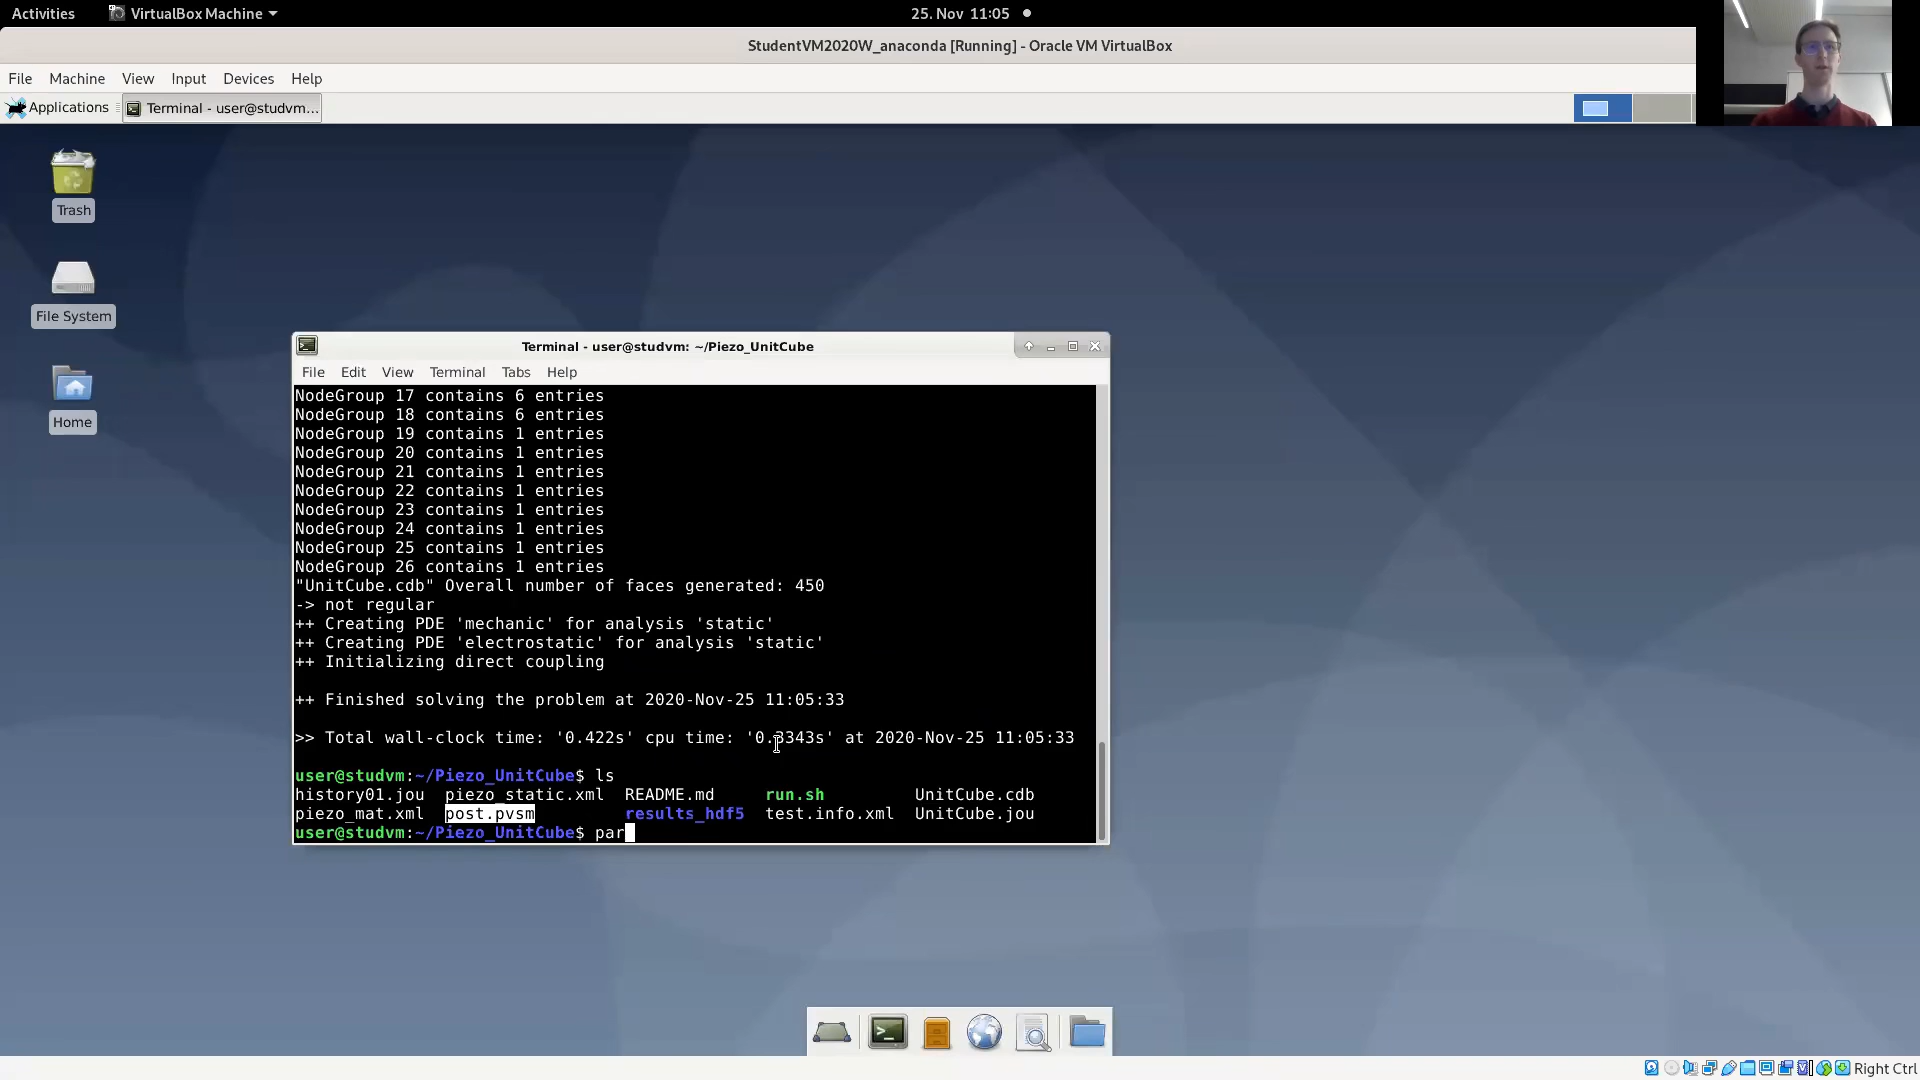 Activities
VirtualBox Machine
25. Nov 11:05
StudentVM2020W_anaconda [Running] - Oracle VM VirtualBox
File Machine View Input Devices Help
Applications
Terminal - user@studvm...
Trash
File System
Home
Terminal - user@studvm: ~/Piezo_UnitCube
File Edit View Terminal Tabs Help
NodeGroup 17 contains 6 entries
NodeGroup 18 contains 6 entries
NodeGroup 19 contains 1 entries
NodeGroup 20 contains 1 entries
NodeGroup 21 contains 1 entries
NodeGroup 22 contains 1 entries
NodeGroup 23 contains 1 entries
NodeGroup 24 contains 1 entries
NodeGroup 25 contains 1 entries
NodeGroup 26 contains 1 entries
"UnitCube.cdb" Overall number of faces generated: 450
-> not regular
++ Creating PDE 'mechanic' for analysis 'static'
++ Creating PDE 'electrostatic' for analysis 'static'
++ Initializing direct coupling
++ Finished solving the problem at 2020-Nov-25 11:05:33
>> Total wall-clock time: '0.422s' cpu time: '0.3343s' at 2020-Nov-25 11:05:33
user@studvm:~/Piezo_UnitCube$ ls
history01.jou piezo_static.xml README.md run.sh UnitCube.cdb
piezo_mat.xml post.pvsm results_hdf5 test.info.xml UnitCube.jou
user@studvm:~/Piezo_UnitCube$ par
Right Ctrl